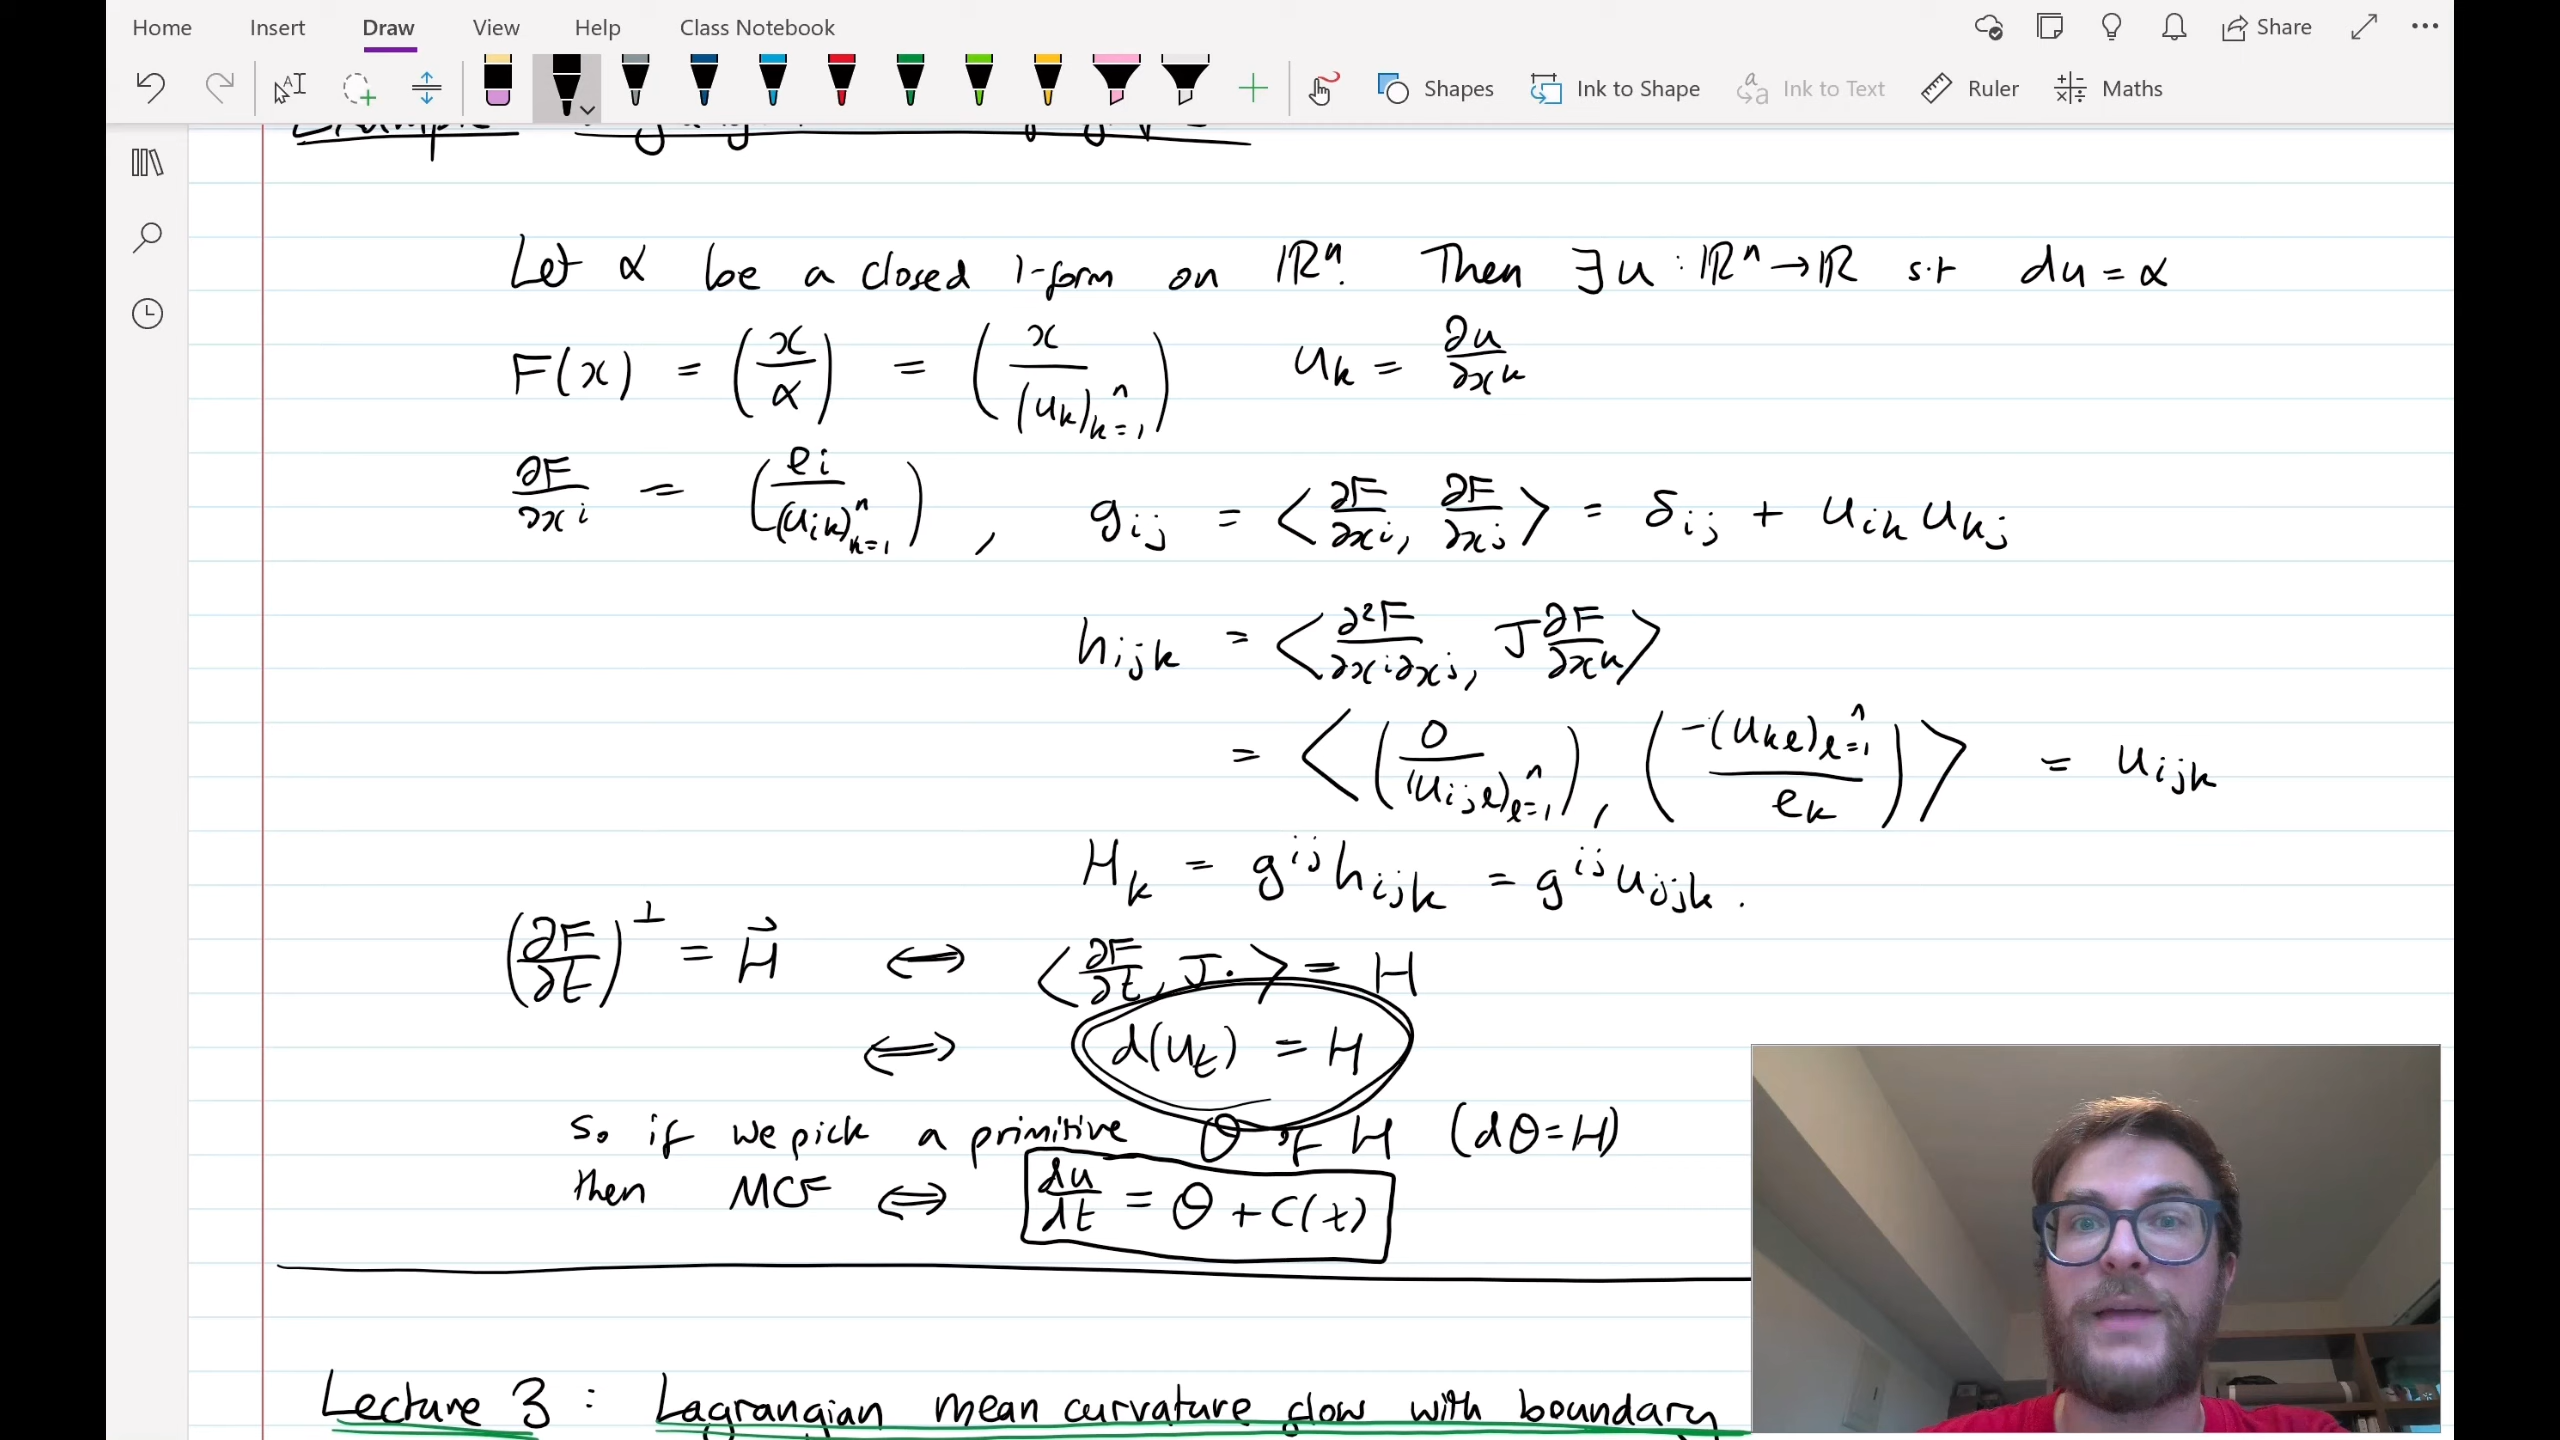 Home Insert Draw View Help Class Notebook Share
Shapes Ink to Shape Ink to Text Ruler Maths
Example
Let α be a closed 1-form on ℝⁿ. Then ∃ u : ℝⁿ → ℝ s.t du = α
F(x) = (x / α) = (x / (u_k)_{k=1}^n) u_k = ∂u/∂x^k
∂F/∂x^i = (e_i / (u_{ik})_{k=1}^n) , g_{ij} = <∂F/∂x^i, ∂F/∂x^j> = δ_{ij} + u_{ik} u_{kj}
h_{ijk} = <∂²F/∂x^i∂x^j, J ∂F/∂x^k>
= <(0 / (u_{ijℓ})_{ℓ=1}^n), (-(u_{kℓ})_{ℓ=1}^n / e_k)> = u_{ijk}
H_k = g^{ij} h_{ijk} = g^{ij} u_{ijk}.
(∂F/∂t)^⊥ = H⃗ ⟺ <∂F/∂t, J·> = H
⟺ d(u_t) = H
So if we pick a primitive θ of H (dθ=H)
then MCF ⟺ du/dt = θ + C(t)
Lecture 3 : Lagrangian mean curvature flow with boundary